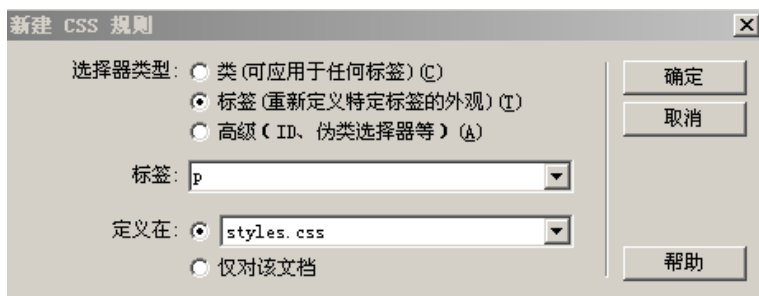 新建 CSS 规则
选择器类型: 类(可应用于任何标签)(C)
标签(重新定义特定标签的外观)(T)
高级(ID、伪类选择器等)(A)
确定
取消
标签: p
定义在: styles.css
仅对该文档
帮助